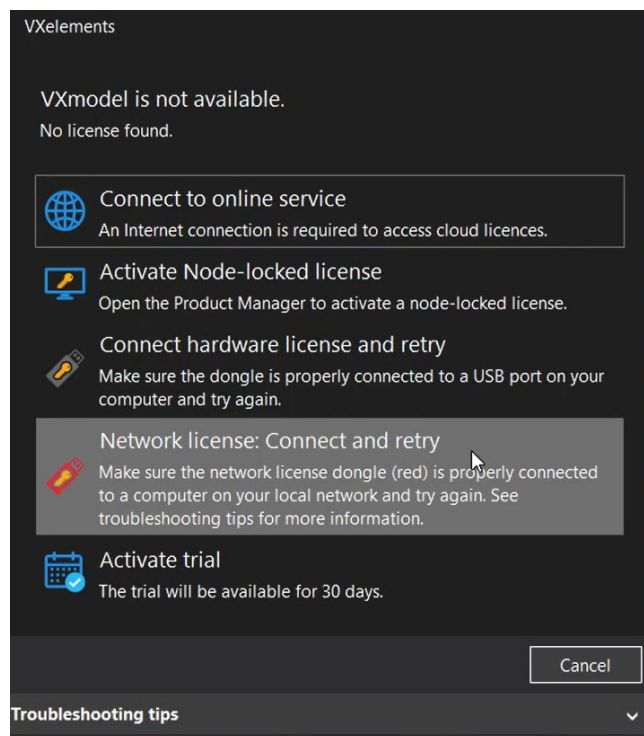 VXelements
VXmodel is not available.
No license found.
Connect to online service
An Internet connection is required to access cloud licences.
Activate Node-locked license
Open the Product Manager to activate a node-locked license.
Connect hardware license and retry
Make sure the dongle is properly connected to a USB port on your
computer and try again.
Network license: Connect and retry
Make sure the network license dongle (red) is properly connected
to a computer on your local network and try again. See
troubleshooting tips for more information.
Activate trial
The trial will be available for 30 days.
Cancel
Troubleshooting tips